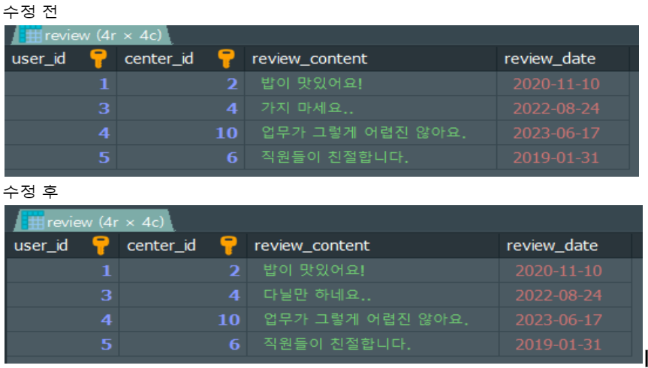 수정 전
review (4r × 4c)
user_id center_id review_content review_date
1 2 밥이 맛있어요! 2020-11-10
3 4 가지 마세요.. 2022-08-24
4 10 업무가 그렇게 어렵진 않아요. 2023-06-17
5 6 직원들이 친절합니다. 2019-01-31
수정 후
review (4r × 4c)
user_id center_id review_content review_date
1 2 밥이 맛있어요! 2020-11-10
3 4 다닐만 하네요.. 2022-08-24
4 10 업무가 그렇게 어렵진 않아요. 2023-06-17
5 6 직원들이 친절합니다. 2019-01-31